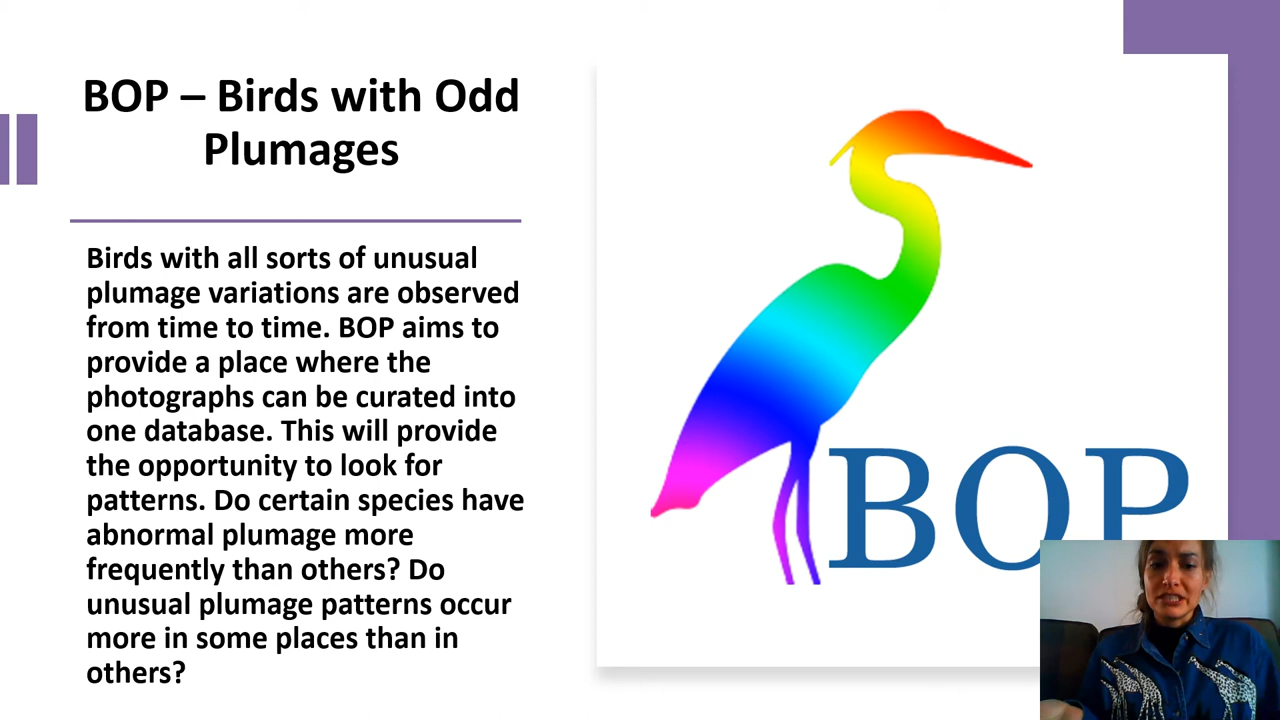 BOP – Birds with Odd
Plumages
Birds with all sorts of unusual
plumage variations are observed
from time to time. BOP aims to
provide a place where the
photographs can be curated into
one database. This will provide
the opportunity to look for
patterns. Do certain species have
abnormal plumage more
frequently than others? Do
unusual plumage patterns occur
more in some places than in
others?
BOP